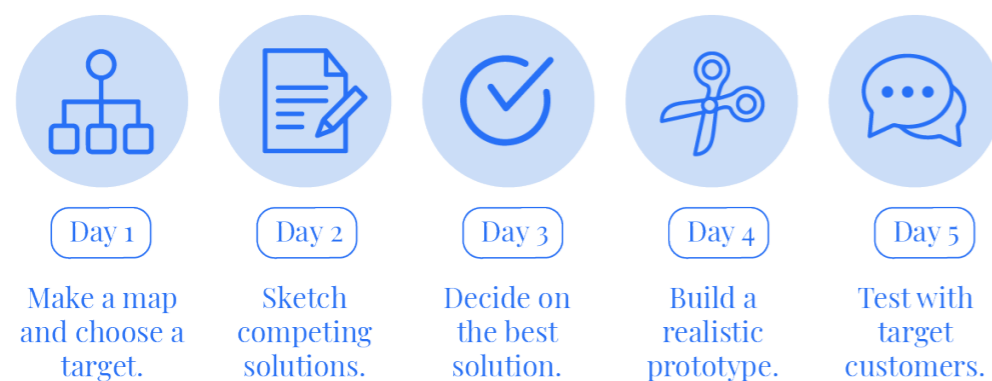 Day 1
Make a map
and choose a
target.
Day 2
Sketch
competing
solutions.
Day 3
Decide on
the best
solution.
Day 4
Build a
realistic
prototype.
Day 5
Test with
target
customers.